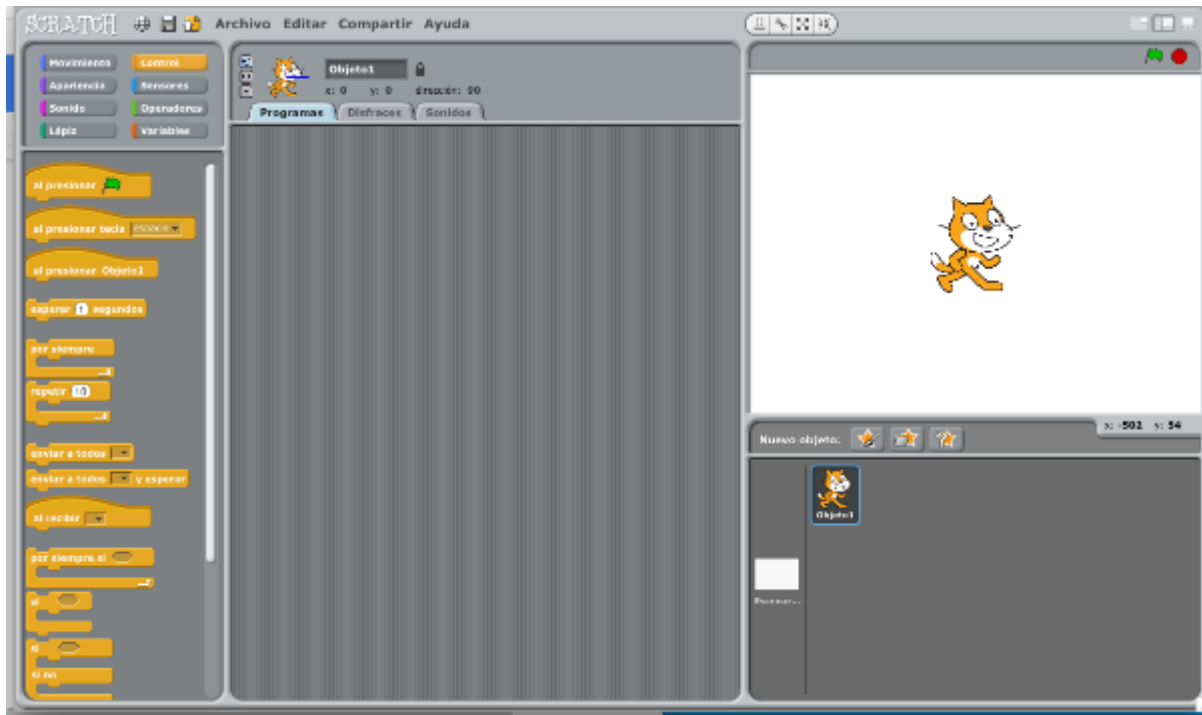 SCRATCH Archivo Editar Compartir Ayuda
Movimiento Control
Apariencia Sensores
Sonido Operadores
Lápiz Variables
Objeto1
x: 0 y: 0 dirección: 90
Programas Disfraces Sonidos
al presionar
al presionar tecla espacio
al presionar Objeto1
esperar 1 segundos
por siempre
repetir 10
enviar a todos
enviar a todos y esperar
al recibir
por siempre si
si
si
si no
x: -502 y: 54
Nuevo objeto:
Objeto1
Escenar...